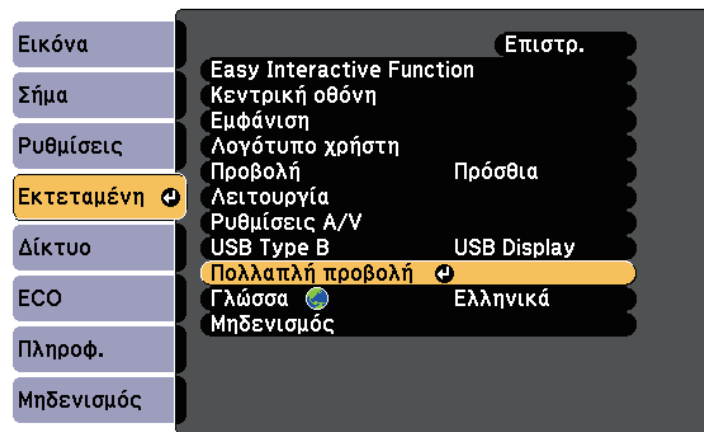 Εικόνα
Σήμα
Ρυθμίσεις
Εκτεταμένη
Δίκτυο
ECO
Πληροφ.
Μηδενισμός
Επιστρ.
Easy Interactive Function
Κεντρική οθόνη
Εμφάνιση
Λογότυπο χρήστη
Προβολή Πρόσθια
Λειτουργία
Ρυθμίσεις A/V
USB Type B USB Display
Πολλαπλή προβολή
Γλώσσα Ελληνικά
Μηδενισμός